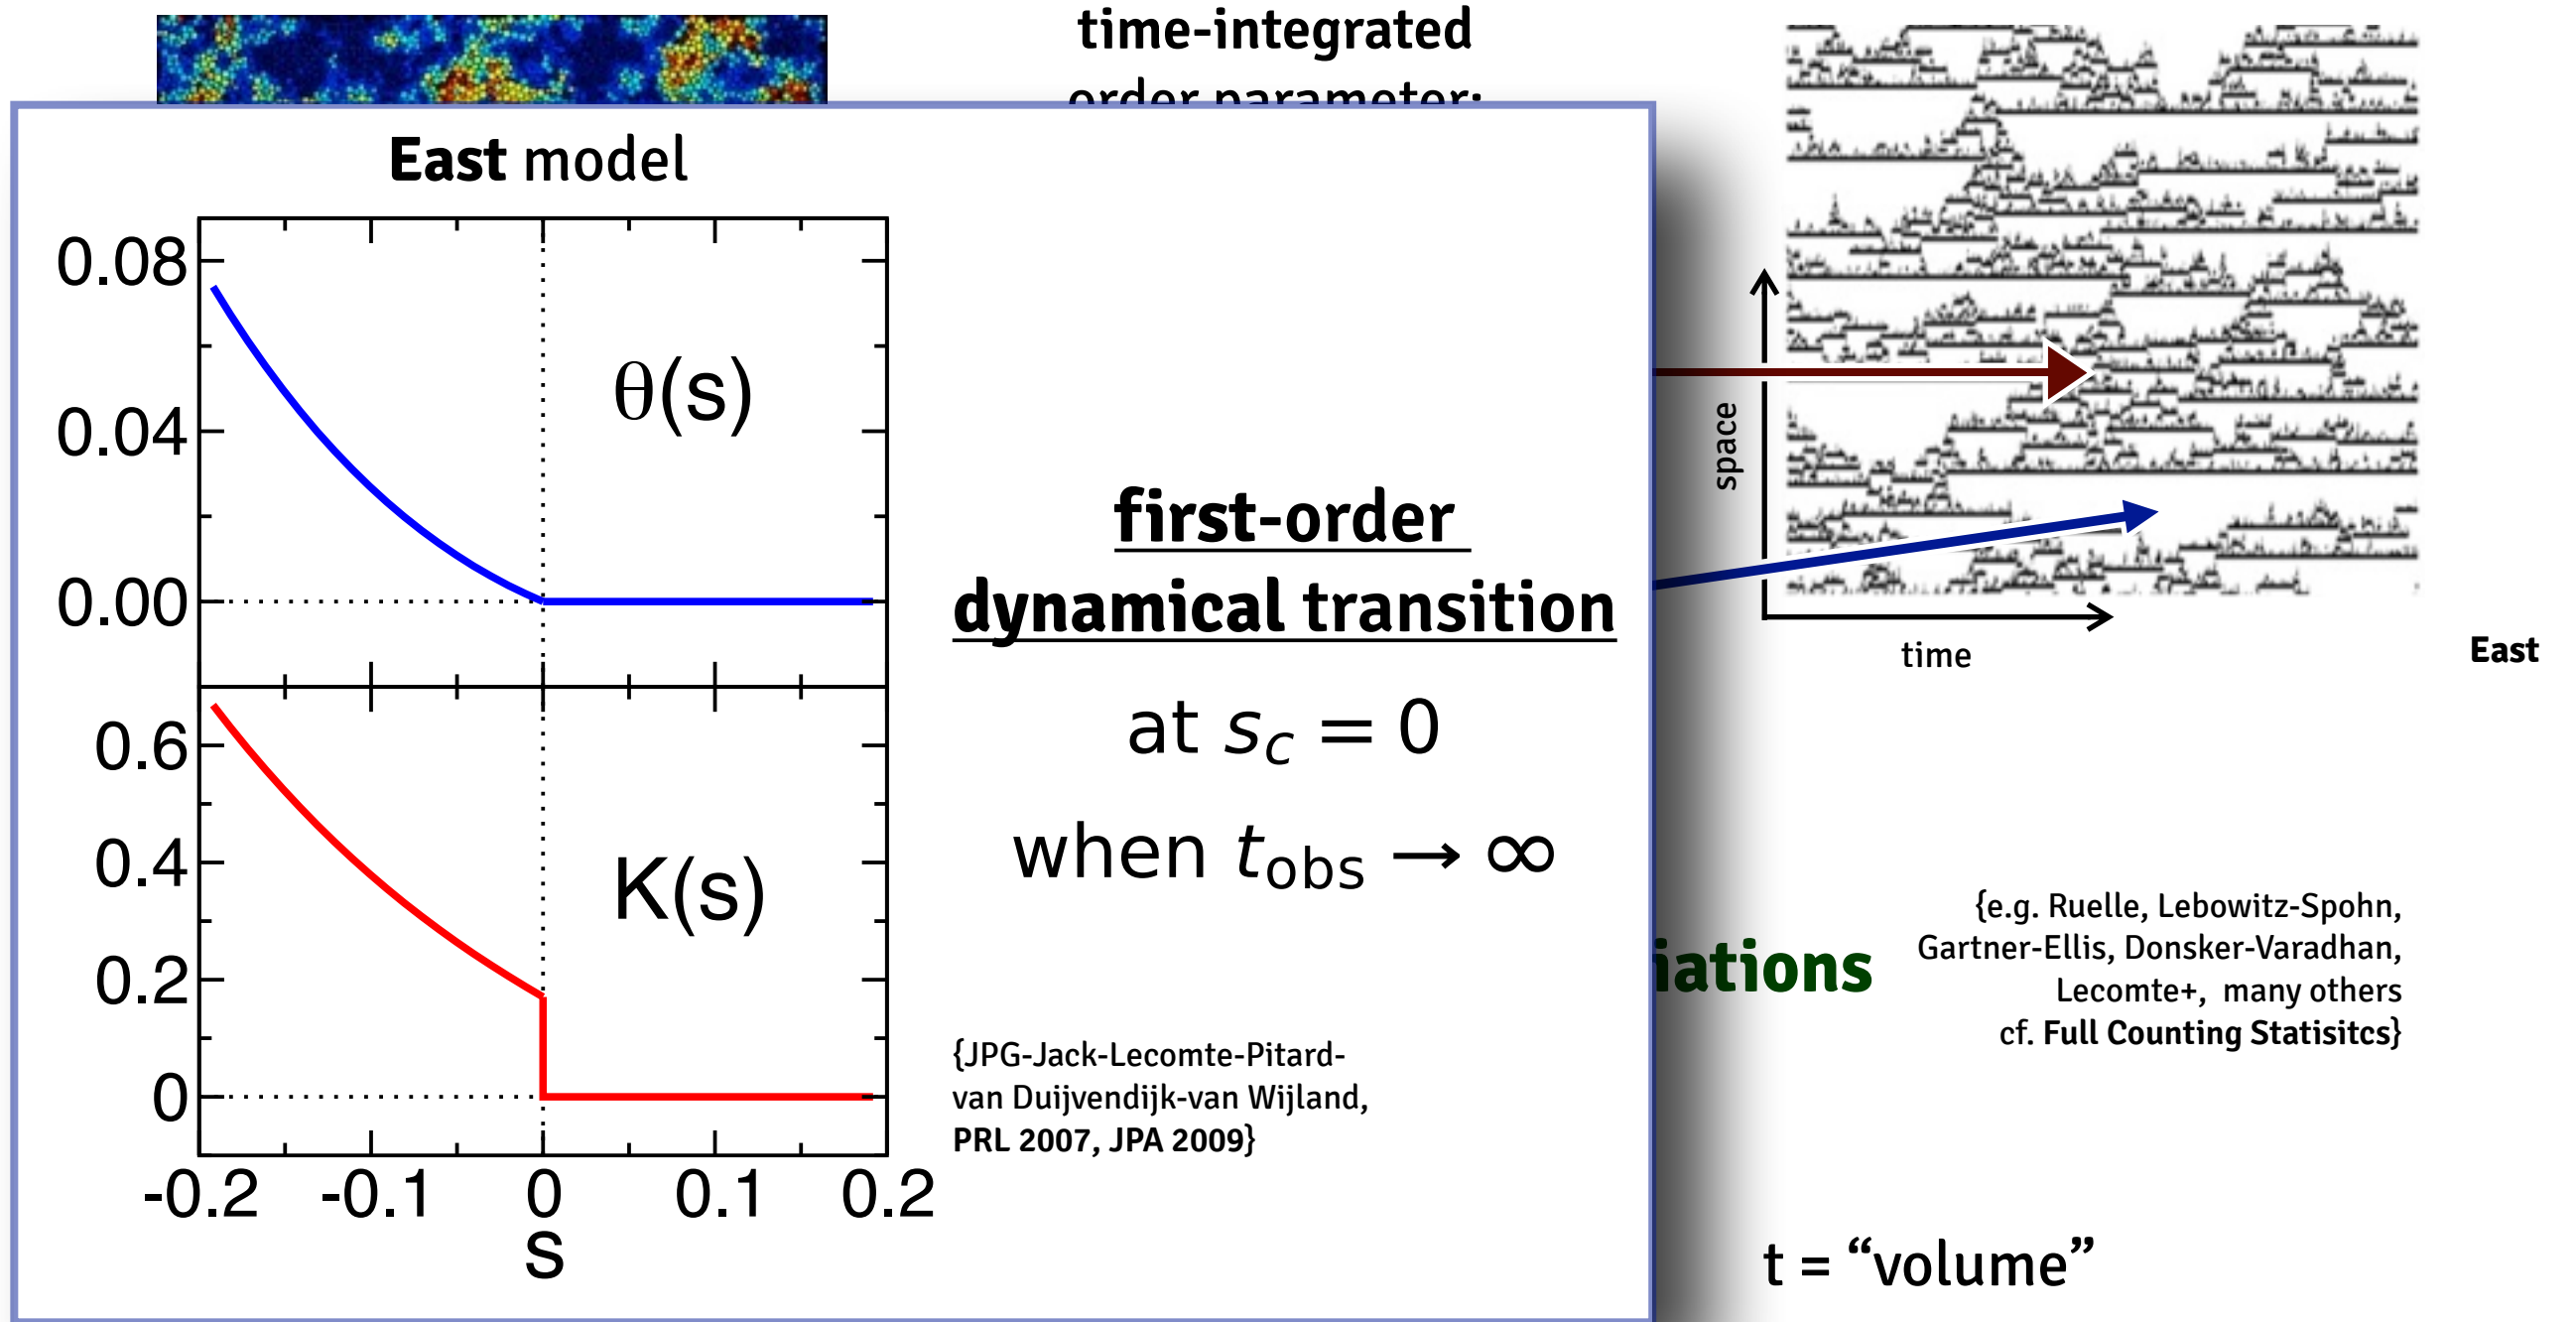 time-integrated
order parameter:
East model
0.08
0.04
0.00
θ(s)
0.6
0.4
0.2
0
K(s)
-0.2 -0.1 0 0.1 0.2
s
first-order
dynamical transition
at s_c = 0
when t_obs → ∞
{JPG-Jack-Lecomte-Pitard-
van Duijvendijk-van Wijland,
PRL 2007, JPA 2009}
space
time
East
iations
{e.g. Ruelle, Lebowitz-Spohn,
Gartner-Ellis, Donsker-Varadhan,
Lecomte+, many others
cf. Full Counting Statisitcs}
t = “volume”